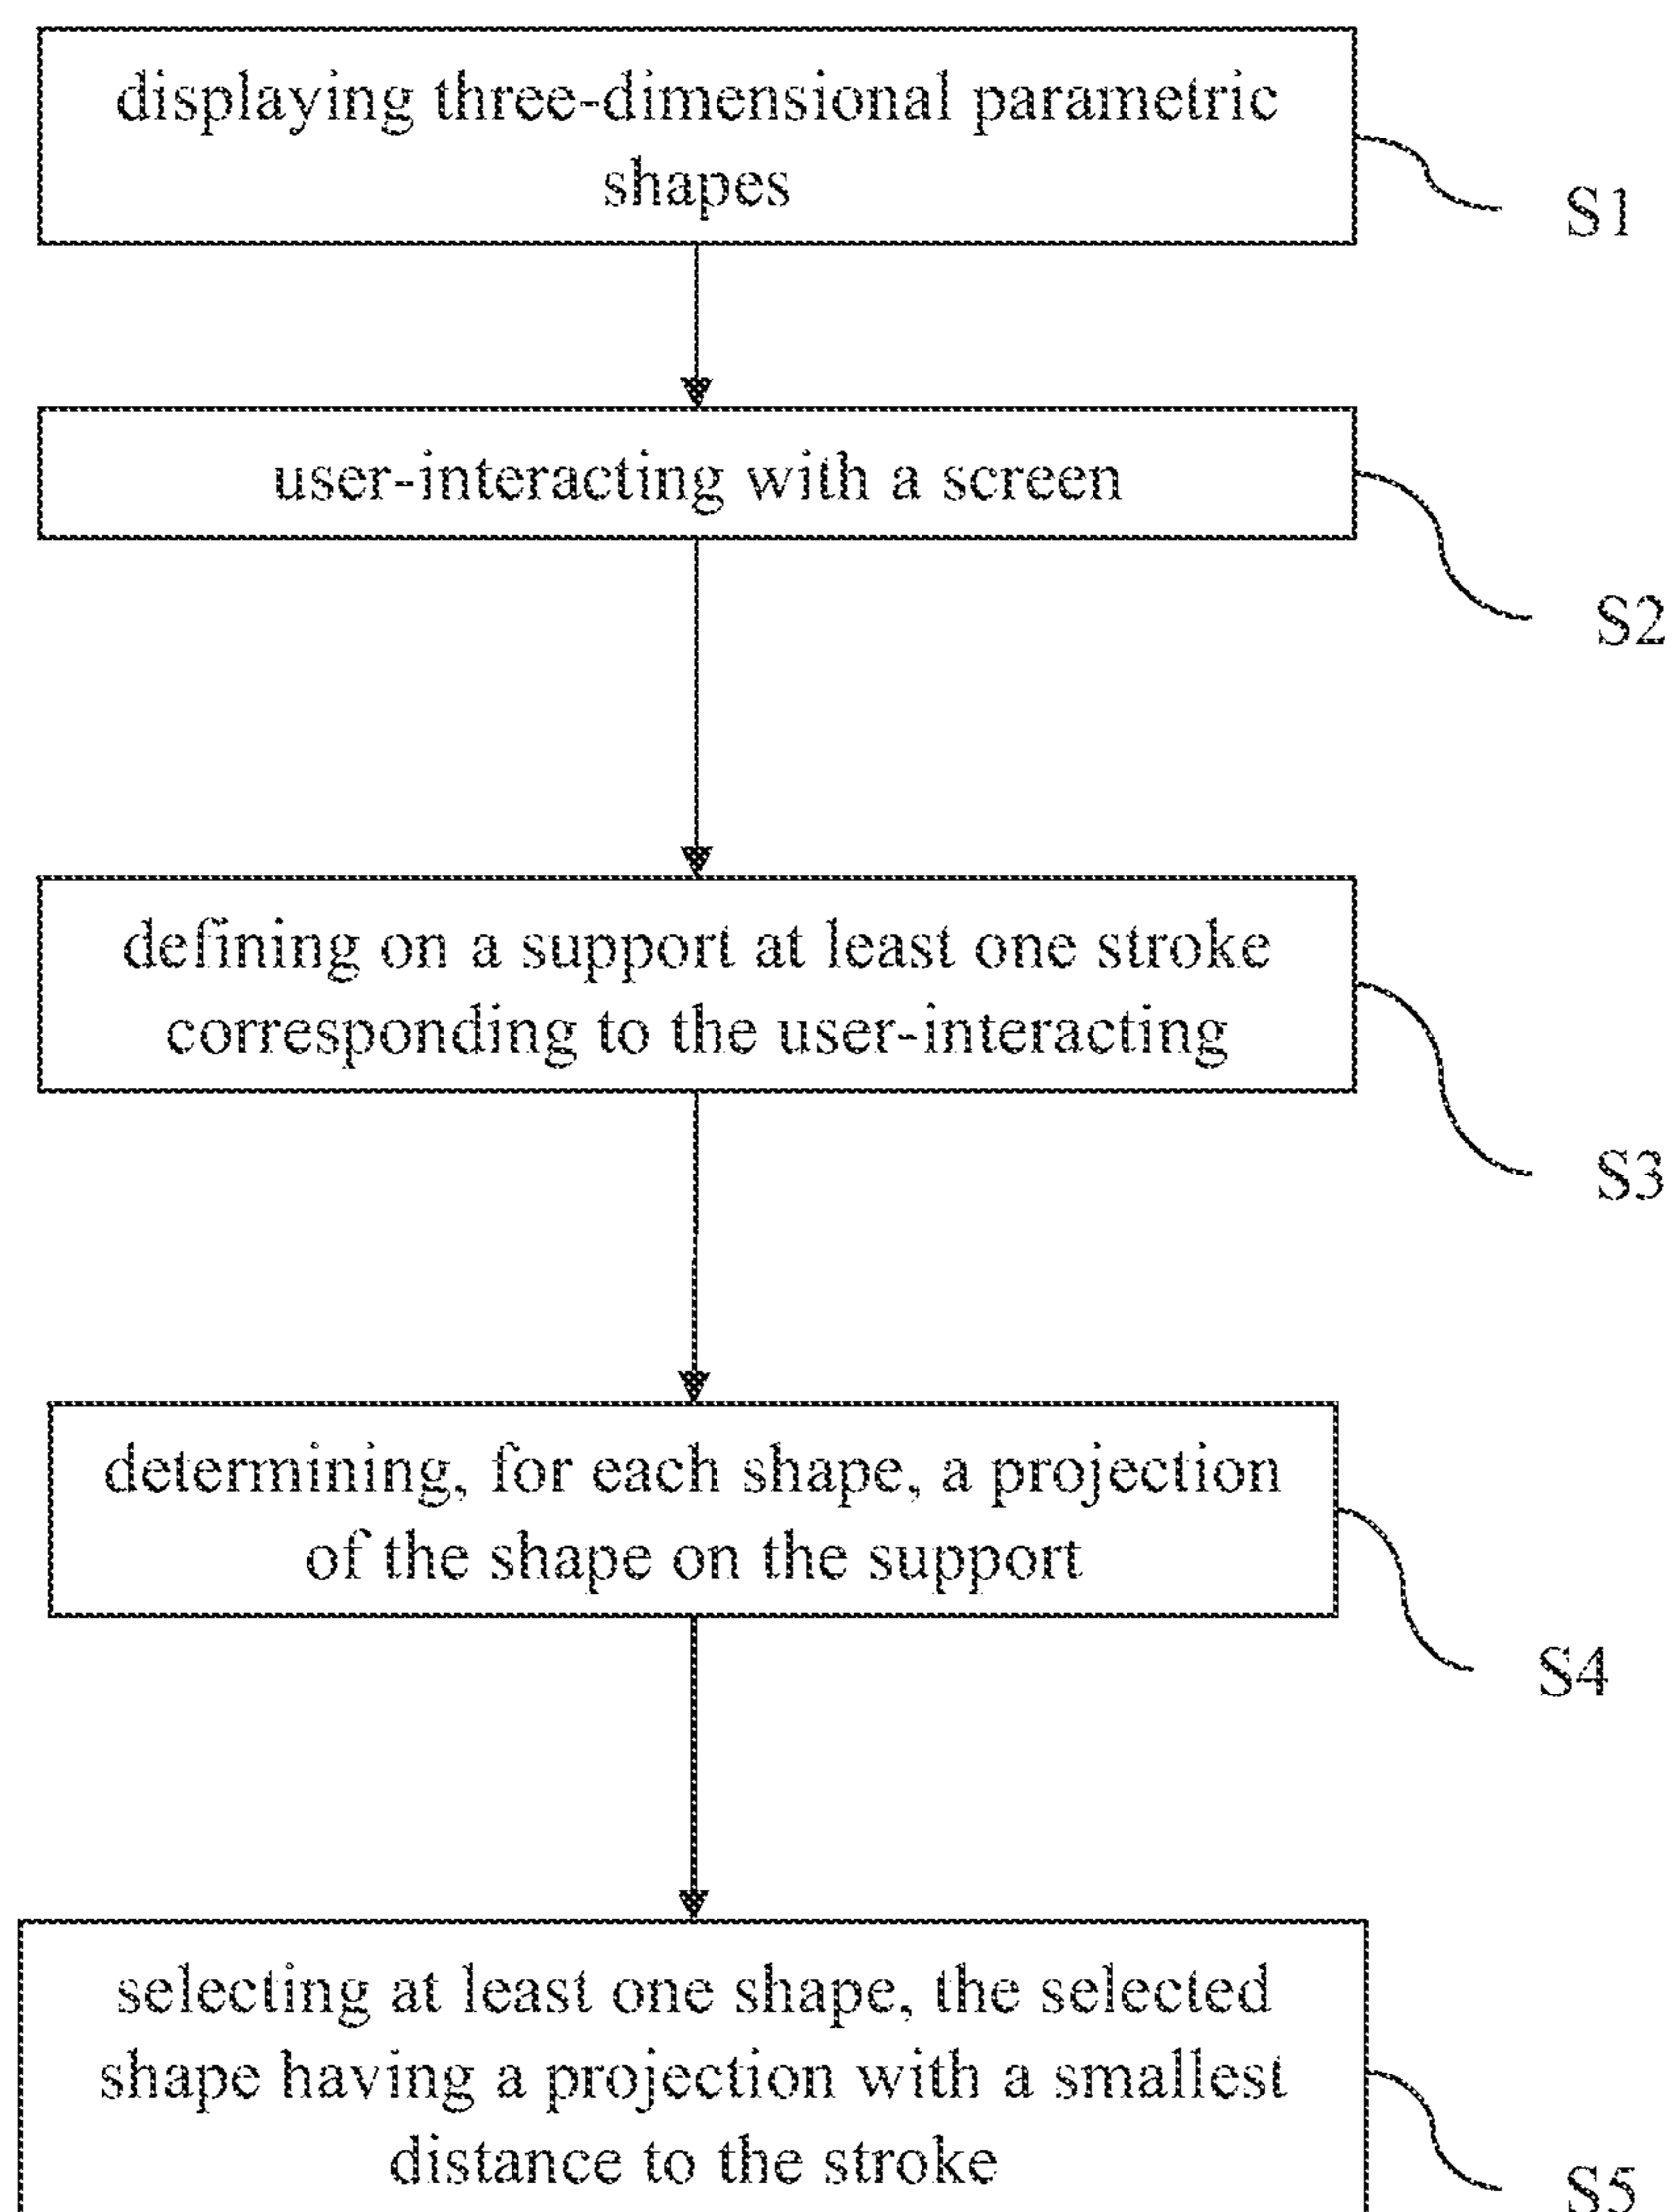 displaying three-dimensional parametric
shapes
S1
user-interacting with a screen
S2
defining on a support at least one stroke
corresponding to the user-interacting
S3
determining, for each shape, a projection
of the shape on the support
S4
selecting at least one shape, the selected
shape having a projection with a smallest
distance to the stroke
S5